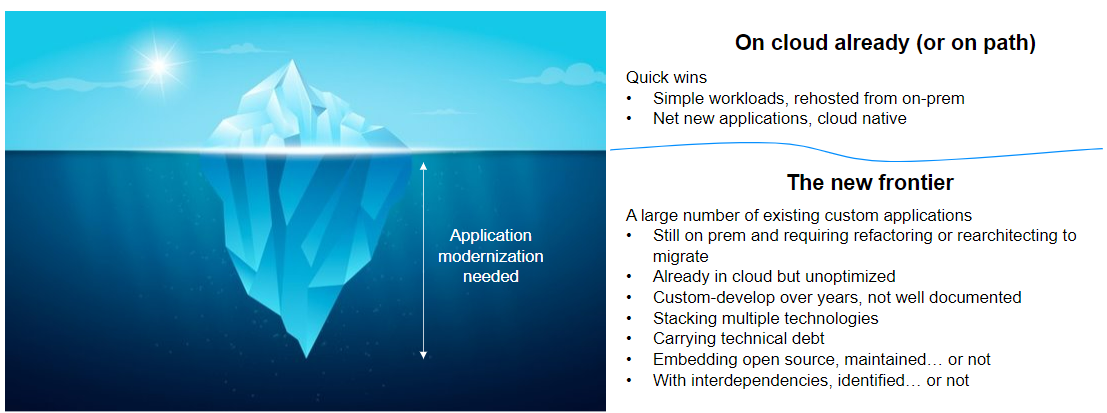 Application
modernization
needed
On cloud already (or on path)
Quick wins
• Simple workloads, rehosted from on-prem
• Net new applications, cloud native
The new frontier
A large number of existing custom applications
• Still on prem and requiring refactoring or rearchitecting to
migrate
• Already in cloud but unoptimized
• Custom-develop over years, not well documented
• Stacking multiple technologies
• Carrying technical debt
• Embedding open source, maintained… or not
• With interdependencies, identified… or not